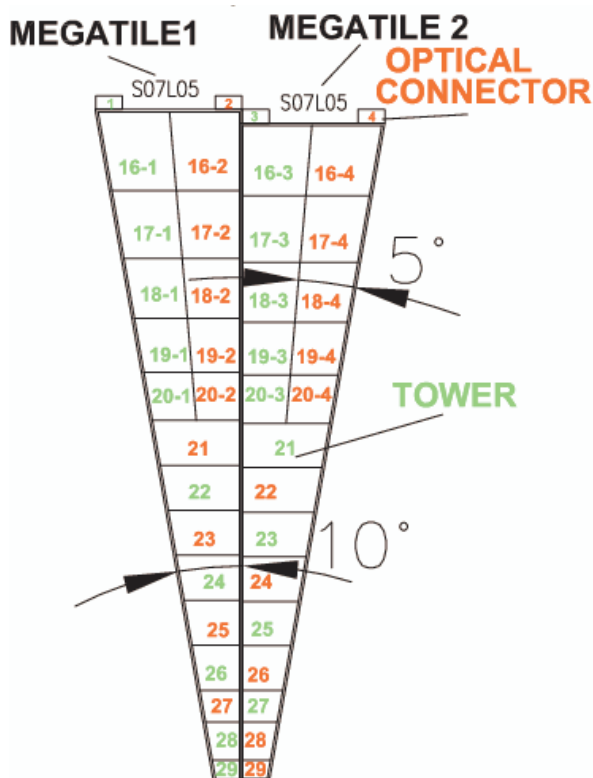 MEGATILE1
MEGATILE 2
OPTICAL
CONNECTOR
S07L05
S07L05
1
2
3
4
16-1 16-2 16-3 16-4
17-1 17-2 17-3 17-4
5°
18-1 18-2 18-3 18-4
19-1 19-2 19-3 19-4
20-1 20-2 20-3 20-4
TOWER
21 21
22 22
23 23
10°
24 24
25 25
26 26
27 27
28 28
29 29